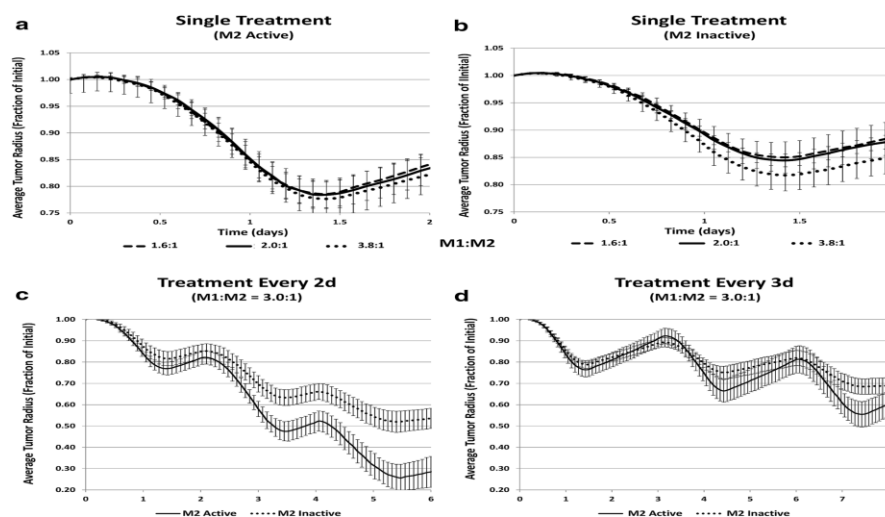 a
Single Treatment
(M2 Active)
Average Tumor Radius (Fraction of Initial)
1.05
1.00
0.95
0.90
0.85
0.80
0.75
0 0.5 1 1.5 2
Time (days)
1.6:1 2.0:1 3.8:1
b
Single Treatment
(M2 Inactive)
Average Tumor Radius (Fraction of Initial)
1.05
1.00
0.95
0.90
0.85
0.80
0.75
0 0.5 1 1.5
Time (days)
M1:M2 1.6:1 2.0:1 3.8:1
c
Treatment Every 2d
(M1:M2 = 3.0:1)
Average Tumor Radius (Fraction of Initial)
1.00
0.90
0.80
0.70
0.60
0.50
0.40
0.30
0.20
0 1 2 3 4 5 6
M2 Active M2 Inactive
d
Treatment Every 3d
(M1:M2 = 3.0:1)
Average Tumor Radius (Fraction of Initial)
1.00
0.90
0.80
0.70
0.60
0.50
0.40
0.30
0.20
0 1 2 3 4 5 6 7
M2 Active M2 Inactive